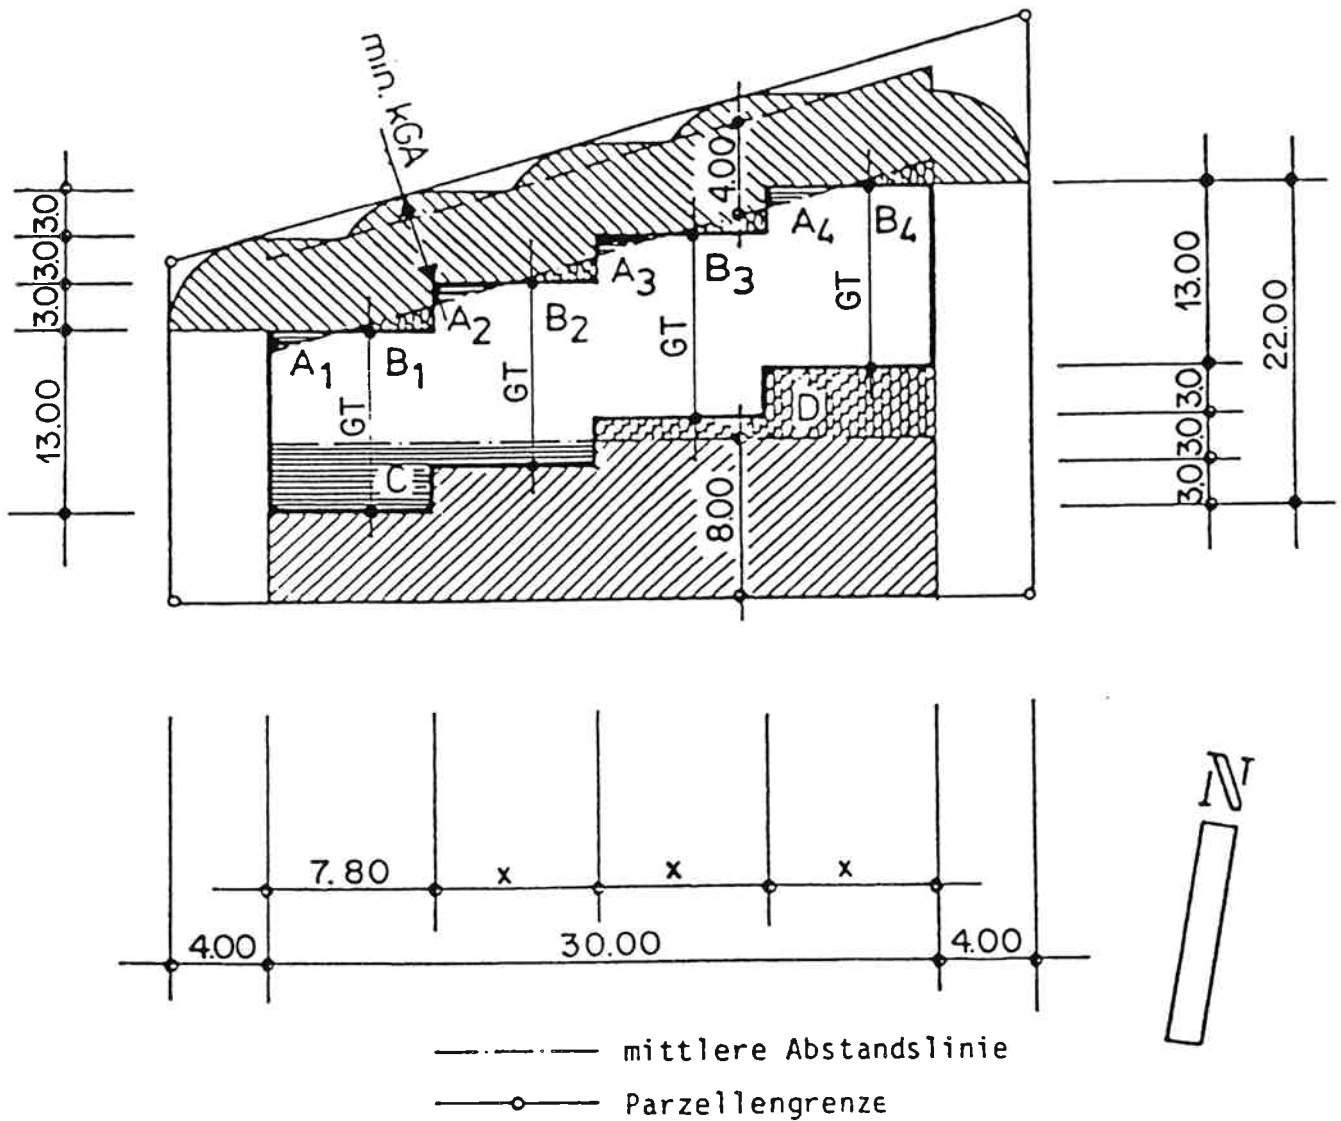 min. kGA
4.00
3.0
3.0
3.0
13.00
A1 B1
A2 B2
A3 B3
A4 B4
GT
GT
GT
GT
C
D
8.00
13.00
3.0
3.0
3.0
22.00
N
7.80 x x x
4.00 30.00 4.00
mittlere Abstandslinie
Parzellengrenze